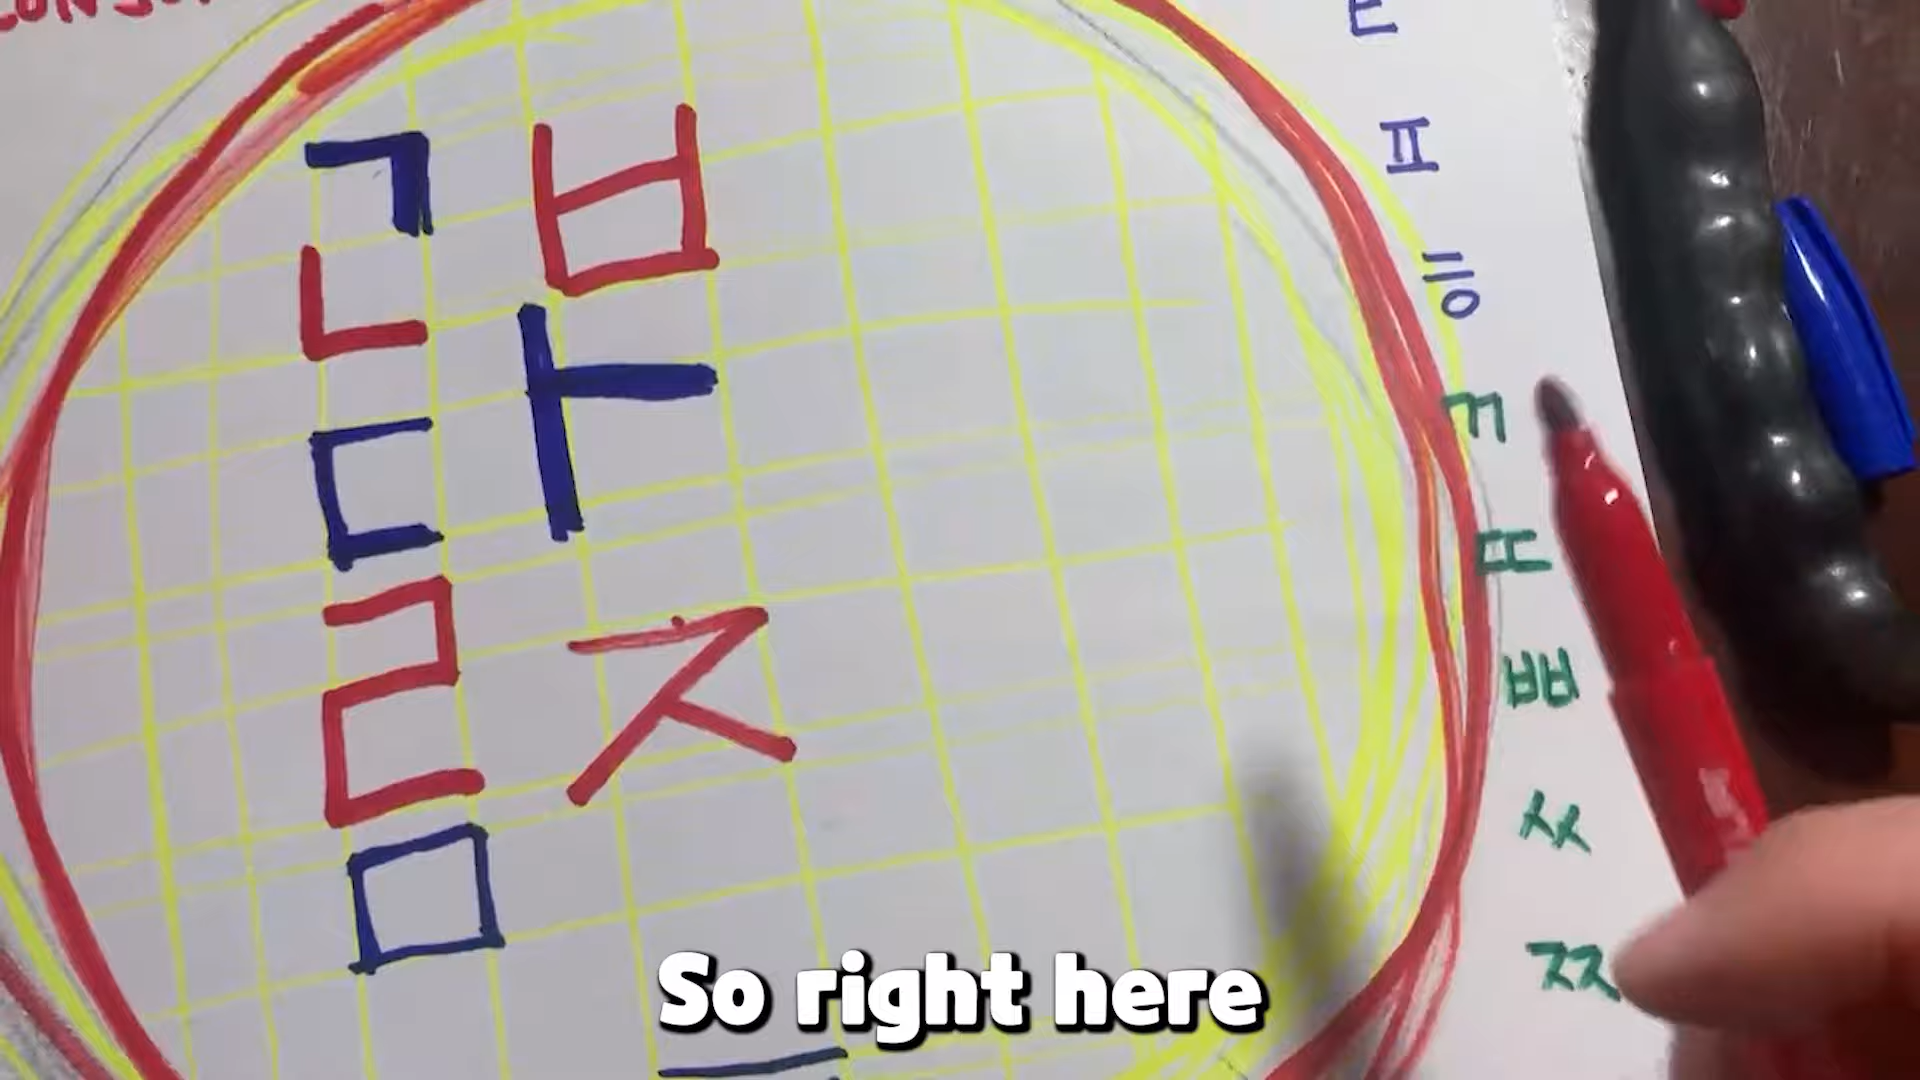 ㄱ
ㄴ
ㄷ
ㄹ
ㅁ
ㅂ
ㅏ
ㅈ
ㅌ
ㅍ
ㅎ
ㄲ
ㄸ
ㅃ
ㅆ
ㅉ
So right here